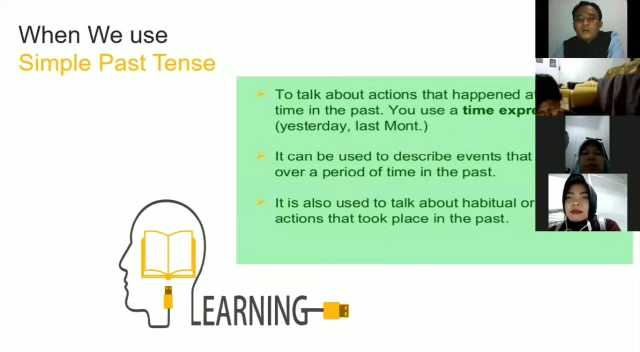 When We use
Simple Past Tense
To talk about actions that happened
time in the past. You use a time
(yesterday, last Mont.)
It can be used to describe events that
over a period of time in the past.
It is also used to talk about habitual or
actions that took place in the past.
LEARNING